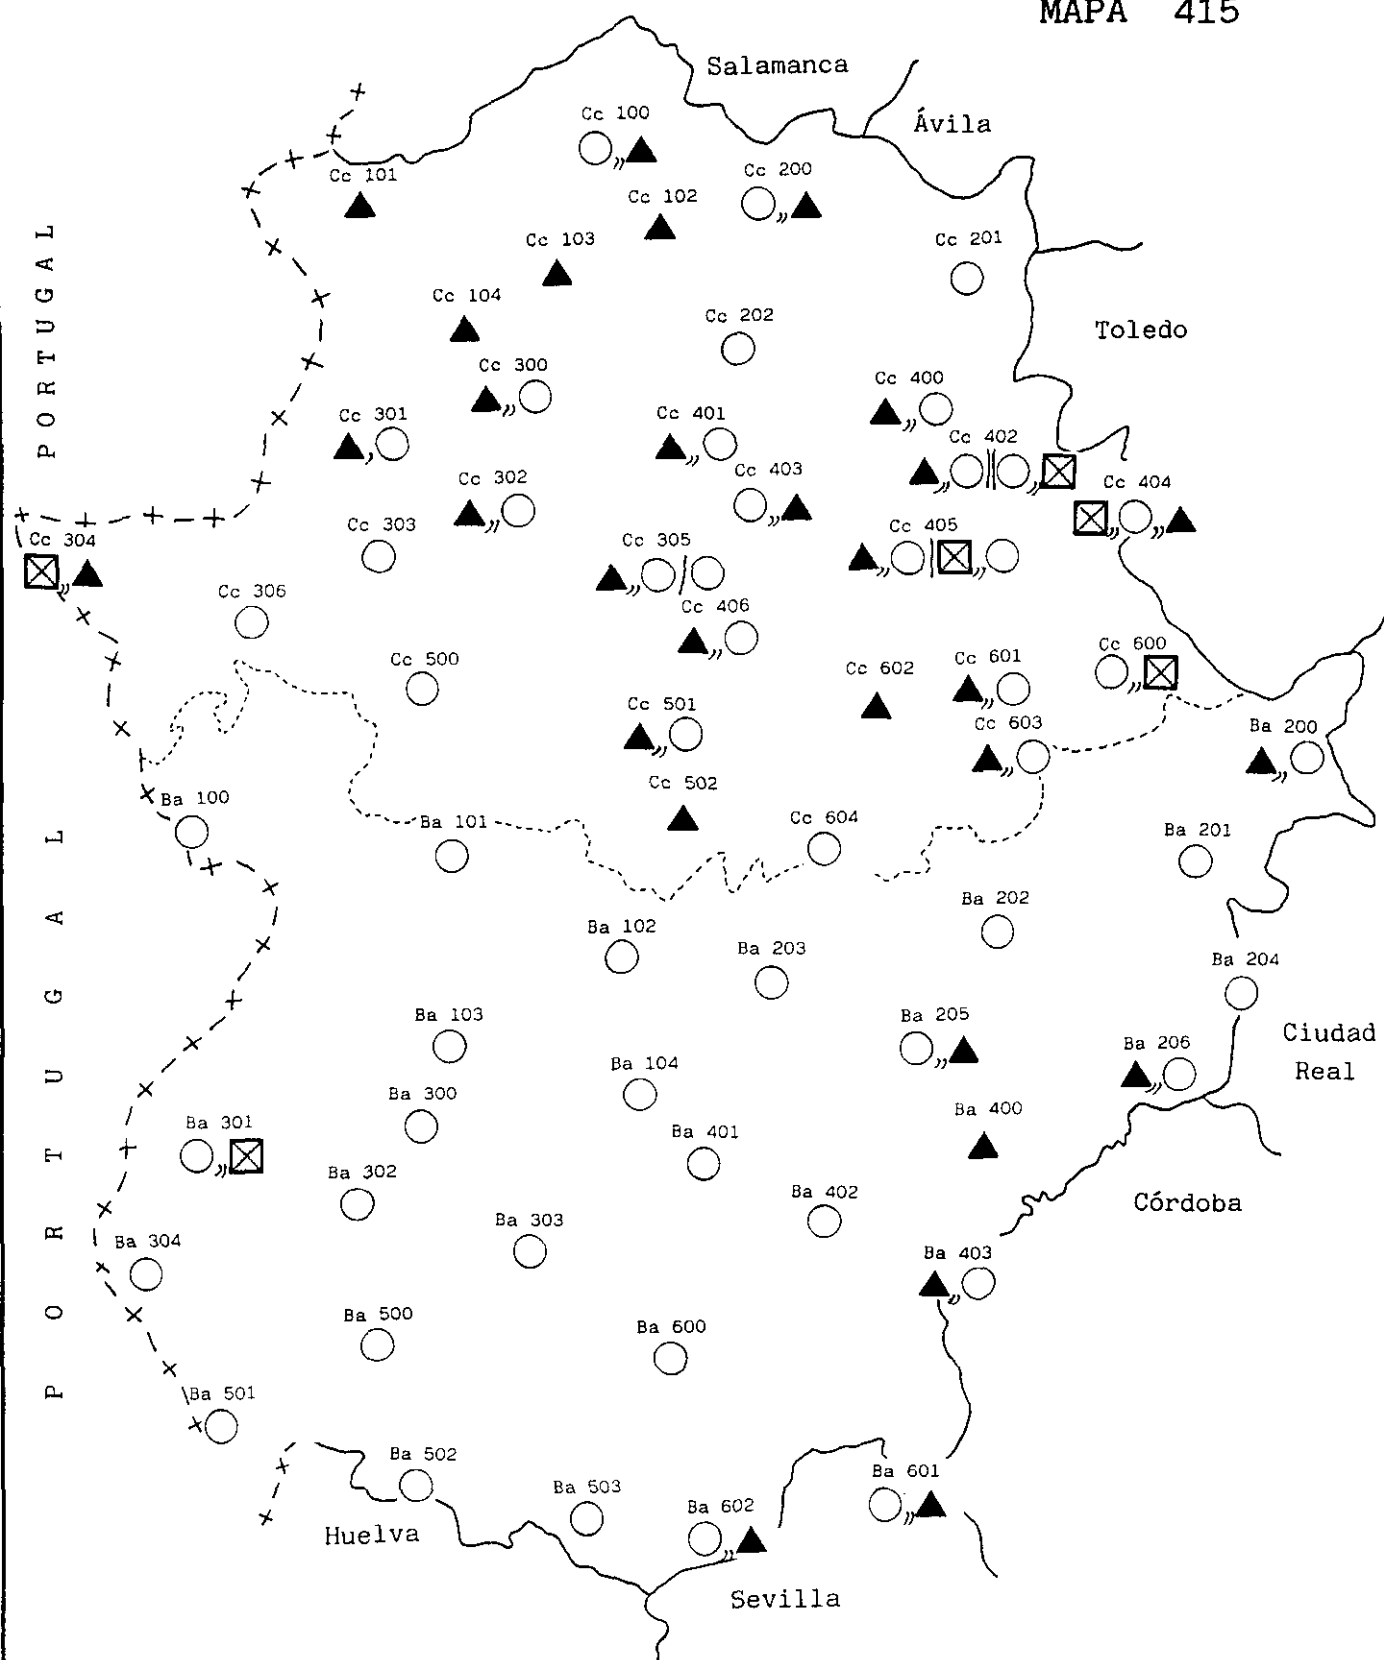 MAPA 415
Salamanca
Cc 100
Ávila
Cc 101
Cc 200
Cc 102
PORTUGAL
Cc 103
Cc 201
Cc 104
Cc 202
Toledo
Cc 300
Cc 400
Cc 301
Cc 401
Cc 402
Cc 302
Cc 403
Cc 404
Cc 303
Cc 405
Cc 304
Cc 305
Cc 306
Cc 406
Cc 500
Cc 600
Cc 602
Cc 601
Cc 501
Cc 603
Ba 200
Cc 502
Ba 100
Cc 604
Ba 101
Ba 201
PORTUGAL
Ba 202
Ba 102
Ba 203
Ba 204
Ba 103
Ba 205
Ciudad
Real
Ba 206
Ba 104
Ba 300
Ba 400
Ba 301
Ba 401
Ba 302
Ba 402
Córdoba
Ba 303
Ba 304
Ba 403
Ba 500
Ba 600
Ba 501
Ba 502
Ba 601
Ba 503
Ba 602
Huelva
Sevilla